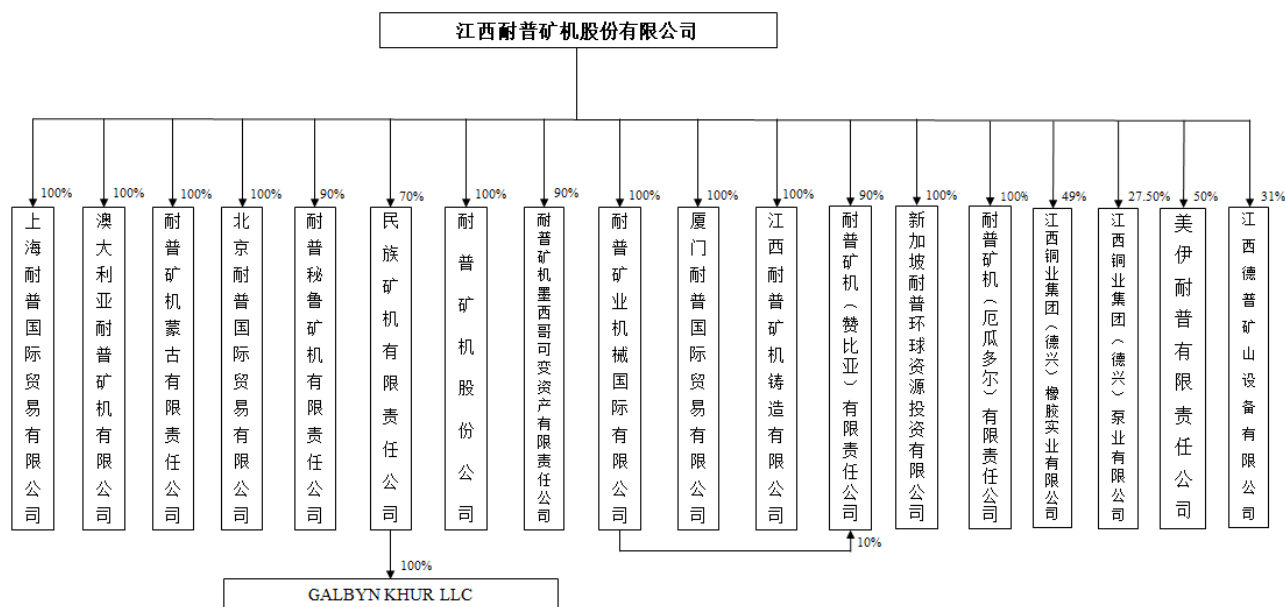 江西耐普矿机股份有限公司
100%
100%
100%
100%
90%
70%
100%
90%
100%
100%
100%
90%
100%
100%
49%
27.50%
50%
31%
上海耐普国际贸易有限公司
澳大利亚耐普矿机有限公司
耐普矿机蒙古有限责任公司
北京耐普国际贸易有限公司
耐普秘鲁矿机有限责任公司
民族矿机有限责任公司
耐普矿机股份公司
耐普矿机墨西哥可变资产有限责任公司
耐普矿业机械国际有限公司
厦门耐普国际贸易有限公司
江西耐普矿机铸造有限公司
耐普矿机（赞比亚）有限责任公司
新加坡耐普环球资源投资有限公司
耐普矿机（厄瓜多尔）有限责任公司
江西铜业集团（德兴）橡胶实业有限公司
江西铜业集团（德兴）泵业有限公司
美伊耐普有限责任公司
江西德普矿山设备有限公司
10%
100%
GALBYN KHUR LLC